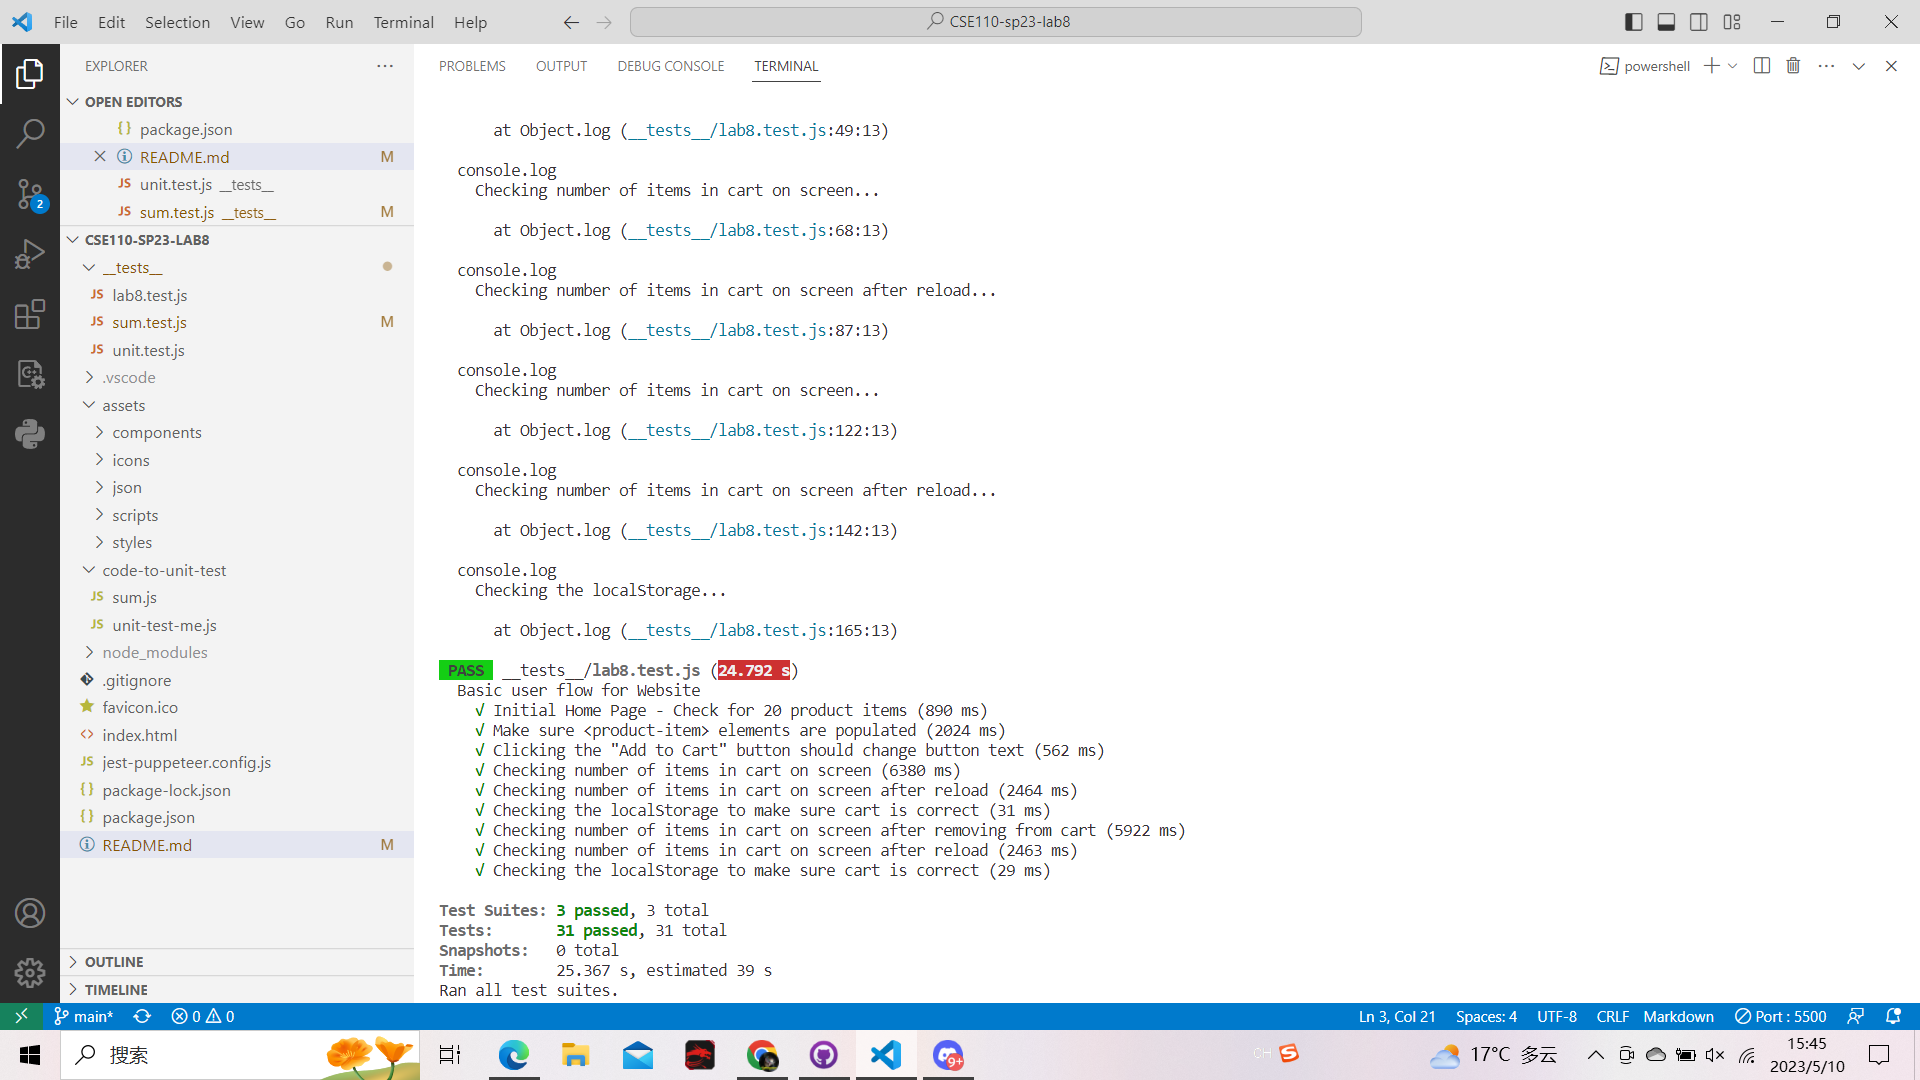 File Edit Selection View Go Run Terminal Help
CSE110-sp23-lab8
EXPLORER
OPEN EDITORS
{} package.json
README.md M
JS unit.test.js __tests__
JS sum.test.js __tests__ M
2
CSE110-SP23-LAB8
__tests__
JS lab8.test.js
JS sum.test.js M
JS unit.test.js
.vscode
assets
components
icons
json
scripts
styles
code-to-unit-test
JS sum.js
JS unit-test-me.js
node_modules
.gitignore
favicon.ico
<> index.html
JS jest-puppeteer.config.js
{} package-lock.json
{} package.json
README.md M
OUTLINE
TIMELINE
PROBLEMS OUTPUT DEBUG CONSOLE TERMINAL
powershell
at Object.log (__tests__/lab8.test.js:49:13)
console.log
Checking number of items in cart on screen...
at Object.log (__tests__/lab8.test.js:68:13)
console.log
Checking number of items in cart on screen after reload...
at Object.log (__tests__/lab8.test.js:87:13)
console.log
Checking number of items in cart on screen...
at Object.log (__tests__/lab8.test.js:122:13)
console.log
Checking number of items in cart on screen after reload...
at Object.log (__tests__/lab8.test.js:142:13)
console.log
Checking the localStorage...
at Object.log (__tests__/lab8.test.js:165:13)
PASS __tests__/lab8.test.js (24.792 s)
Basic user flow for Website
√ Initial Home Page - Check for 20 product items (890 ms)
√ Make sure <product-item> elements are populated (2024 ms)
√ Clicking the "Add to Cart" button should change button text (562 ms)
√ Checking number of items in cart on screen (6380 ms)
√ Checking number of items in cart on screen after reload (2464 ms)
√ Checking the localStorage to make sure cart is correct (31 ms)
√ Checking number of items in cart on screen after removing from cart (5922 ms)
√ Checking number of items in cart on screen after reload (2463 ms)
√ Checking the localStorage to make sure cart is correct (29 ms)
Test Suites: 3 passed, 3 total
Tests: 31 passed, 31 total
Snapshots: 0 total
Time: 25.367 s, estimated 39 s
Ran all test suites.
main* 0 0
Ln 3, Col 21 Spaces: 4 UTF-8 CRLF Markdown Port : 5500
搜索
9+
CH
17°C 多云
15:45
2023/5/10